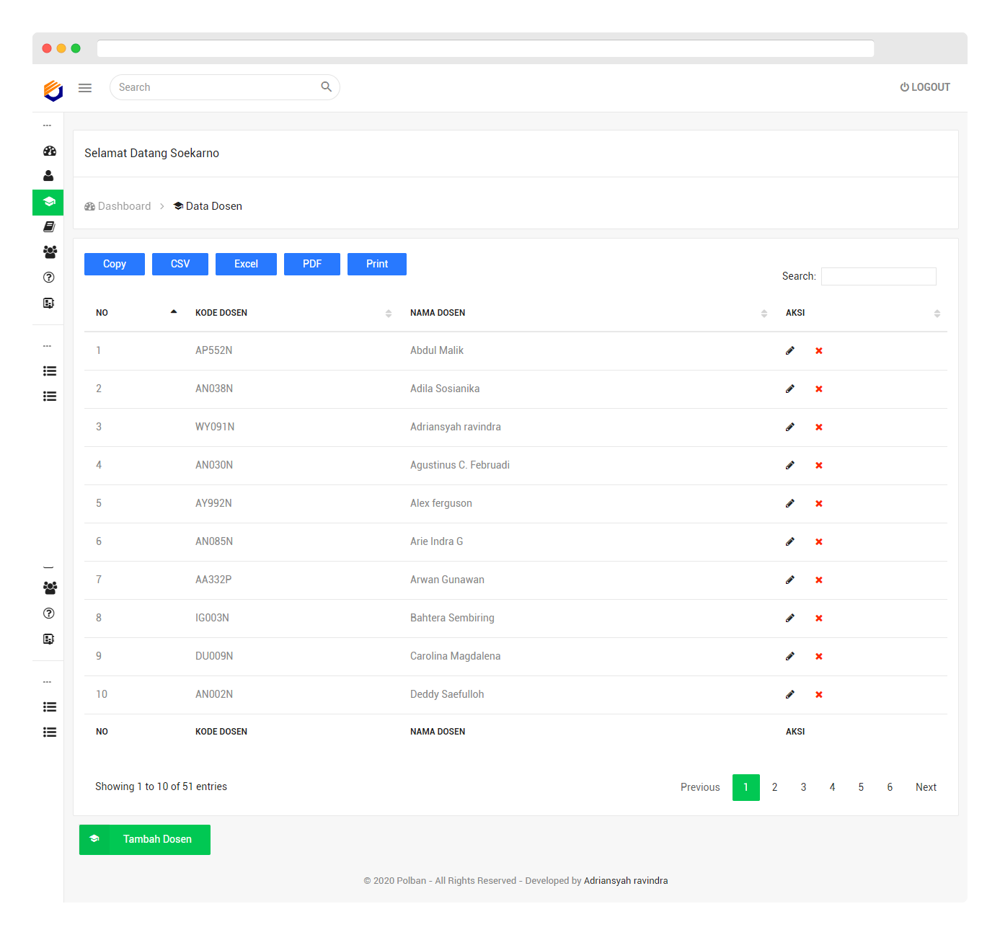 Search
LOGOUT
Selamat Datang Soekarno
Dashboard > Data Dosen
Copy CSV Excel PDF Print
Search:
NO KODE DOSEN NAMA DOSEN AKSI
1 AP552N Abdul Malik
2 AN038N Adila Sosianika
3 WY091N Adriansyah ravindra
4 AN030N Agustinus C. Februadi
5 AY992N Alex ferguson
6 AN085N Arie Indra G
7 AA332P Arwan Gunawan
8 IG003N Bahtera Sembiring
9 DU009N Carolina Magdalena
10 AN002N Deddy Saefulloh
NO KODE DOSEN NAMA DOSEN AKSI
Showing 1 to 10 of 51 entries
Previous 1 2 3 4 5 6 Next
Tambah Dosen
© 2020 Polban - All Rights Reserved - Developed by Adriansyah ravindra